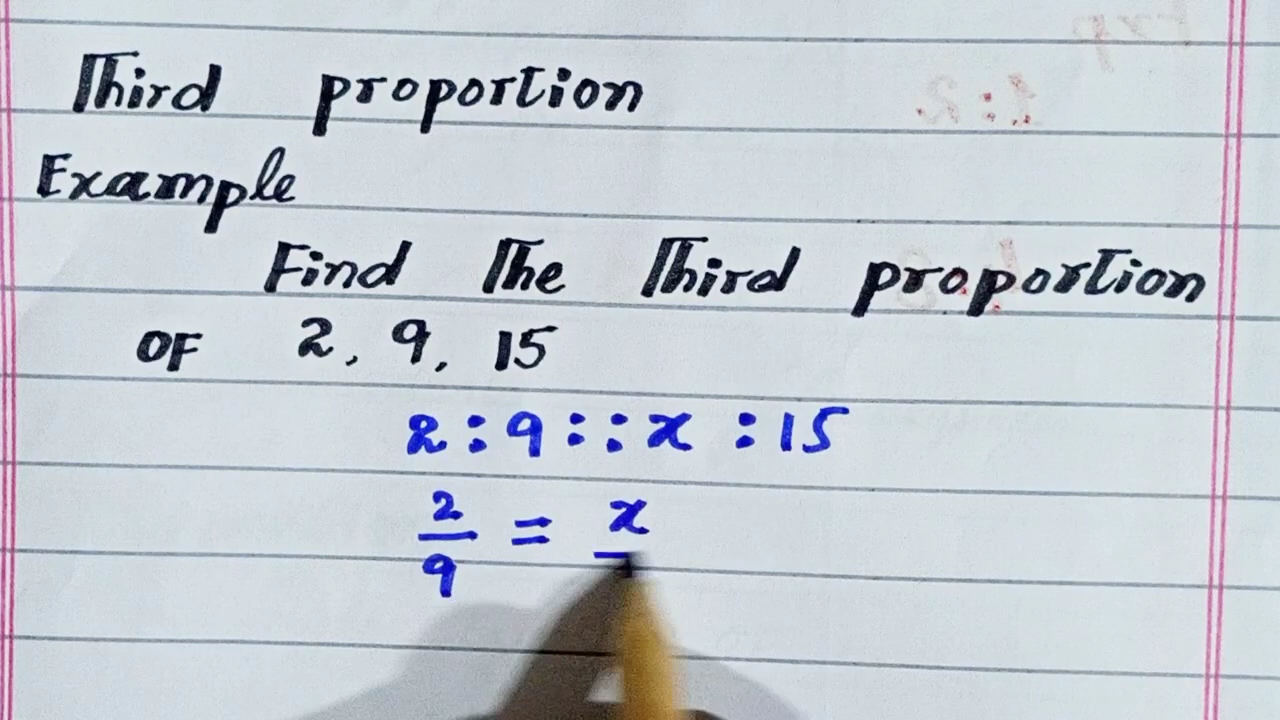 Third proportion
Example
Find The Third proportion
OF 2, 9, 15
2 : 9 : : x : 15
2/9 = x